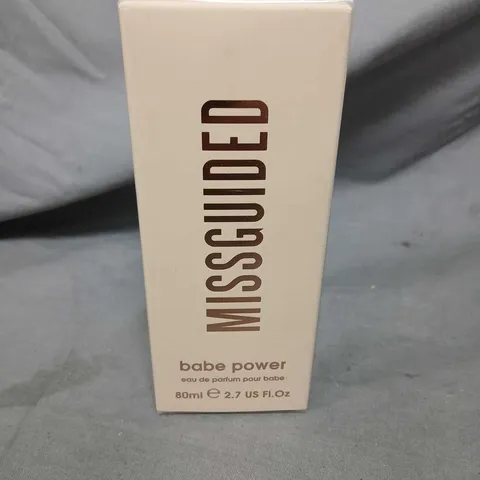 MISSGUIDED
babe power
eau de parfum pour babe
80ml ℮ 2.7 US Fl.Oz